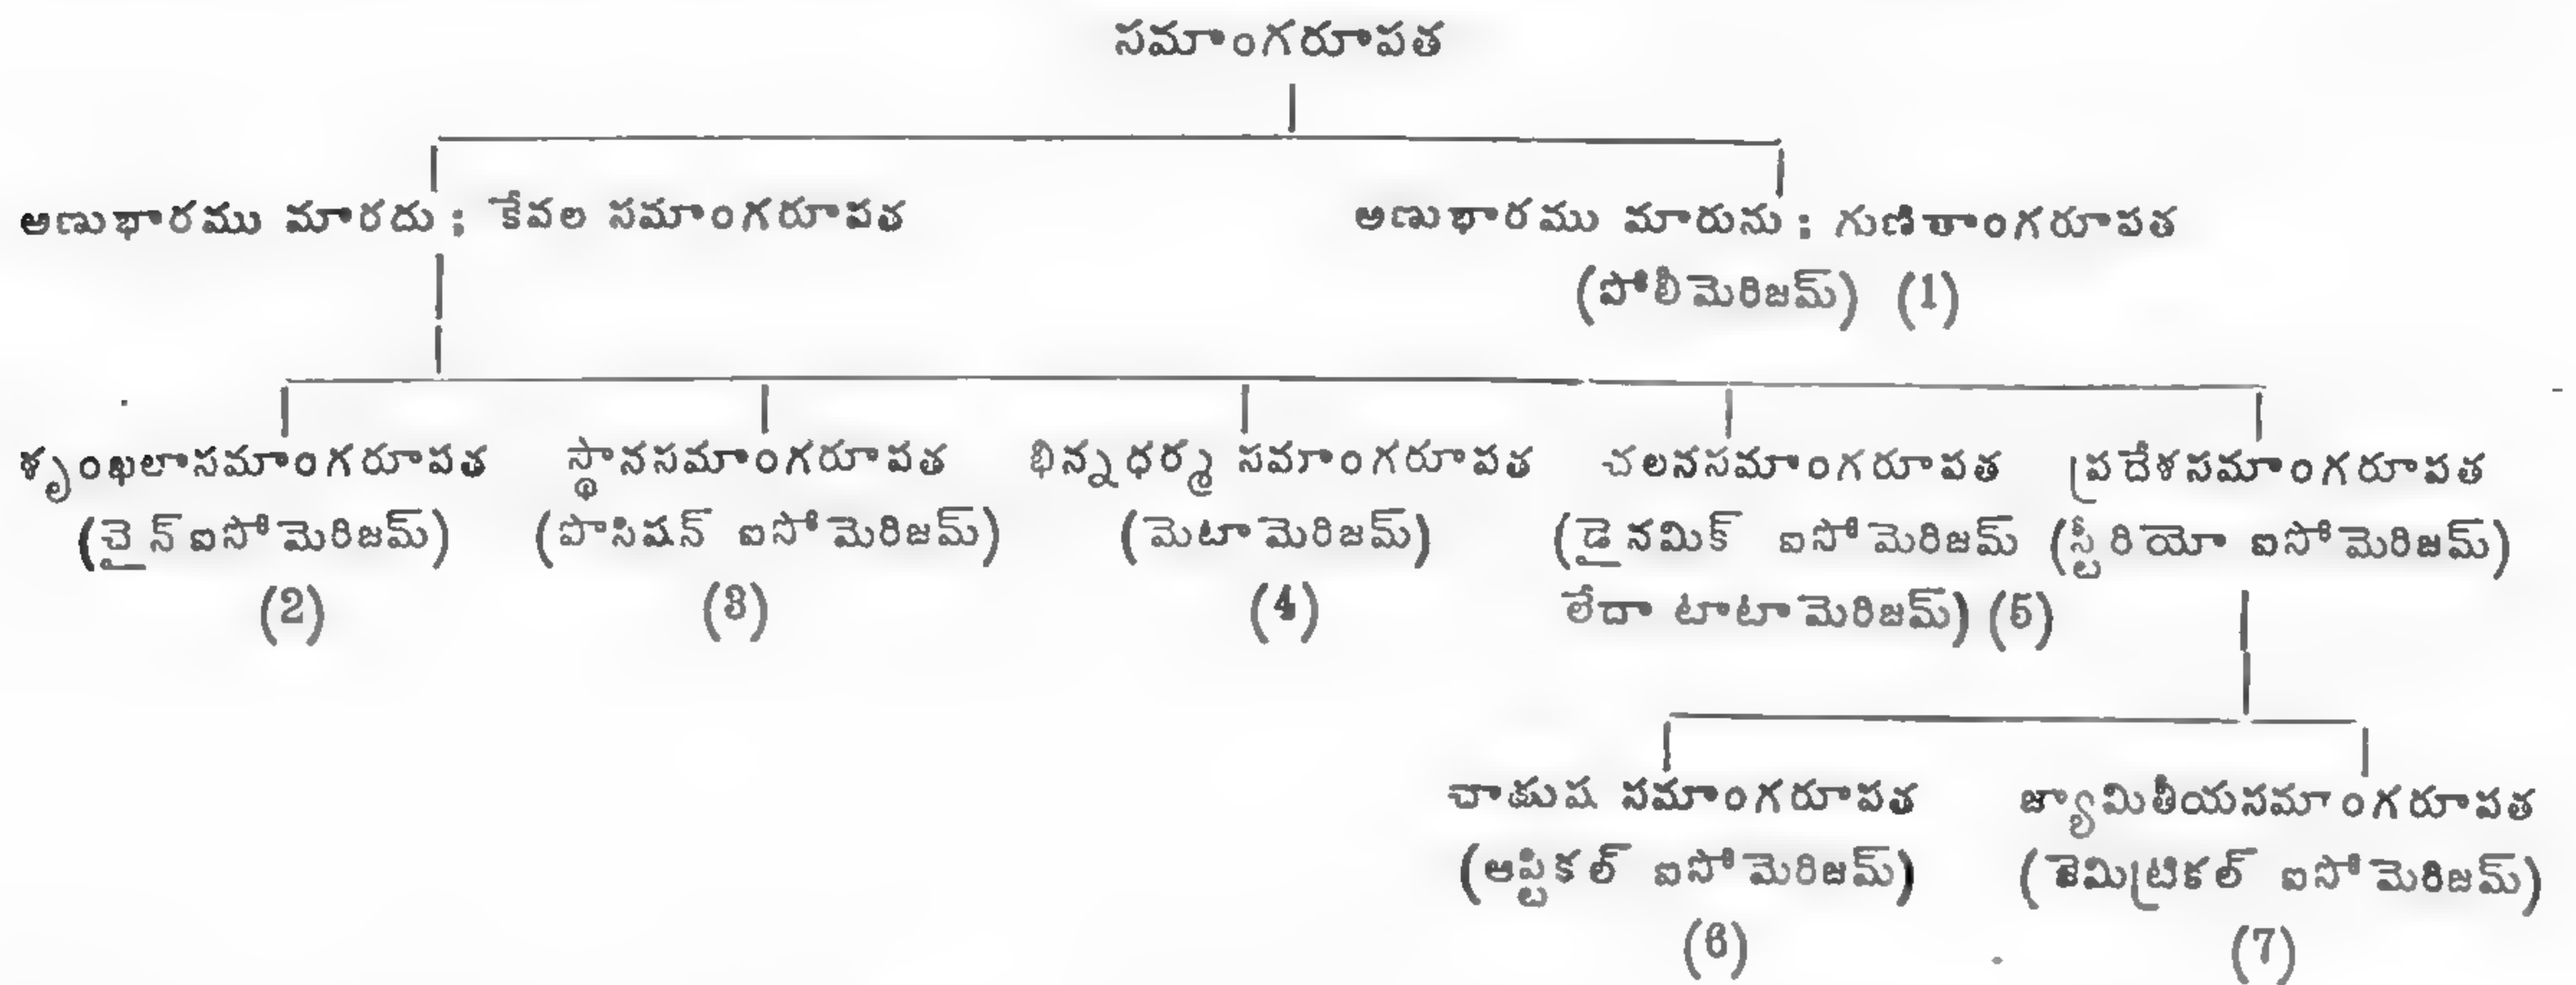 సమాంగరూపత
అణుభారము మారదు ; కేవల సమాంగరూపత
అణుభారము మారును : గుణితాంగరూపత
(పోలీమెరిజమ్) (1)
శృంఖలాసమాంగరూపత
(చైన్ ఐసోమెరిజమ్)
(2)
స్థానసమాంగరూపత
(పొసిషన్ ఐసోమెరిజమ్)
(3)
భిన్నధర్మ సమాంగరూపత
(మెటామెరిజమ్)
(4)
చలనసమాంగరూపత
(డైనమిక్ ఐసోమెరిజమ్
లేదా టాటామెరిజమ్) (5)
ప్రదేశసమాంగరూపత
(స్టీరియో ఐసోమెరిజమ్)
చాక్షుష సమాంగరూపత
(ఆప్టికల్ ఐసోమెరిజమ్)
(6)
జ్యామితీయసమాంగరూపత
(జెమిట్రికల్ ఐసోమెరిజమ్)
(7)